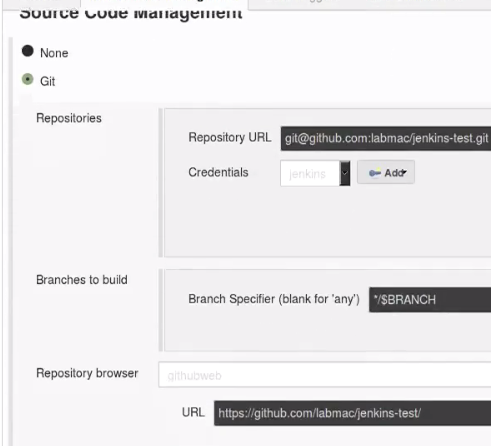 Source Code Management
None
Git
Repositories
Repository URL git@github.com:labmac/jenkins-test.git
Credentials jenkins Add
Branches to build
Branch Specifier (blank for 'any') */$BRANCH
Repository browser githubweb
URL https://github.com/labmac/jenkins-test/